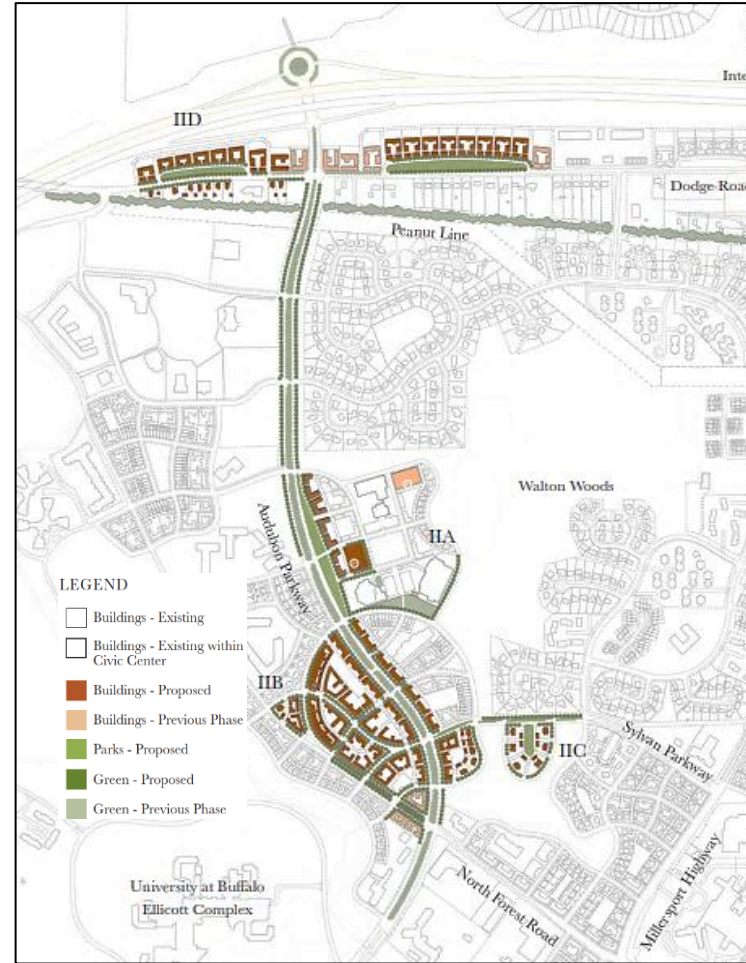 Inte
IID
Dodge Road
Peanut Line
Walton Woods
IIA
Audubon Parkway
LEGEND
Buildings - Existing
Buildings - Existing within
Civic Center
Buildings - Proposed
Buildings - Previous Phase
Parks - Proposed
Green - Proposed
Green - Previous Phase
IIB
IIC
Sylvan Parkway
University at Buffalo
Ellicott Complex
North Forest Road
Millersport Highway